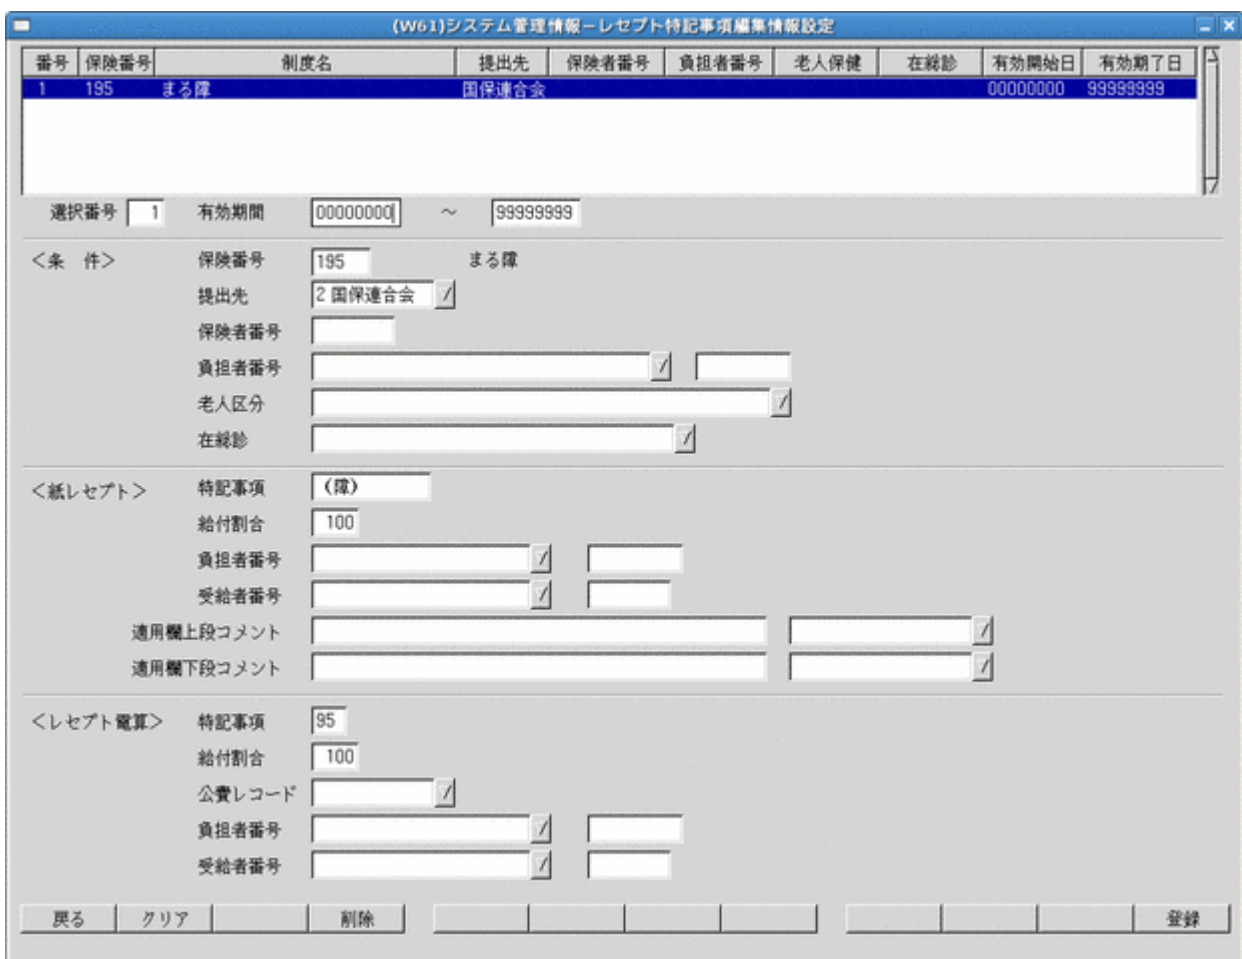 (W61)システム管理情報－レセプト特記事項編集情報設定
番号 保険番号 制度名 提出先 保険者番号 負担者番号 老人保健 在総診 有効開始日 有効期了日
1 195 まる障 国保連合会 00000000 99999999
選択番号 1 有効期間 00000000 ～ 99999999
＜条　件＞ 保険番号 195 まる障
提出先 2 国保連合会
保険者番号
負担者番号
老人区分
在総診
＜紙レセプト＞ 特記事項 （障）
給付割合 100
負担者番号
受給者番号
適用欄上段コメント
適用欄下段コメント
＜レセプト電算＞ 特記事項 95
給付割合 100
公費レコード
負担者番号
受給者番号
戻る クリア 削除 登録